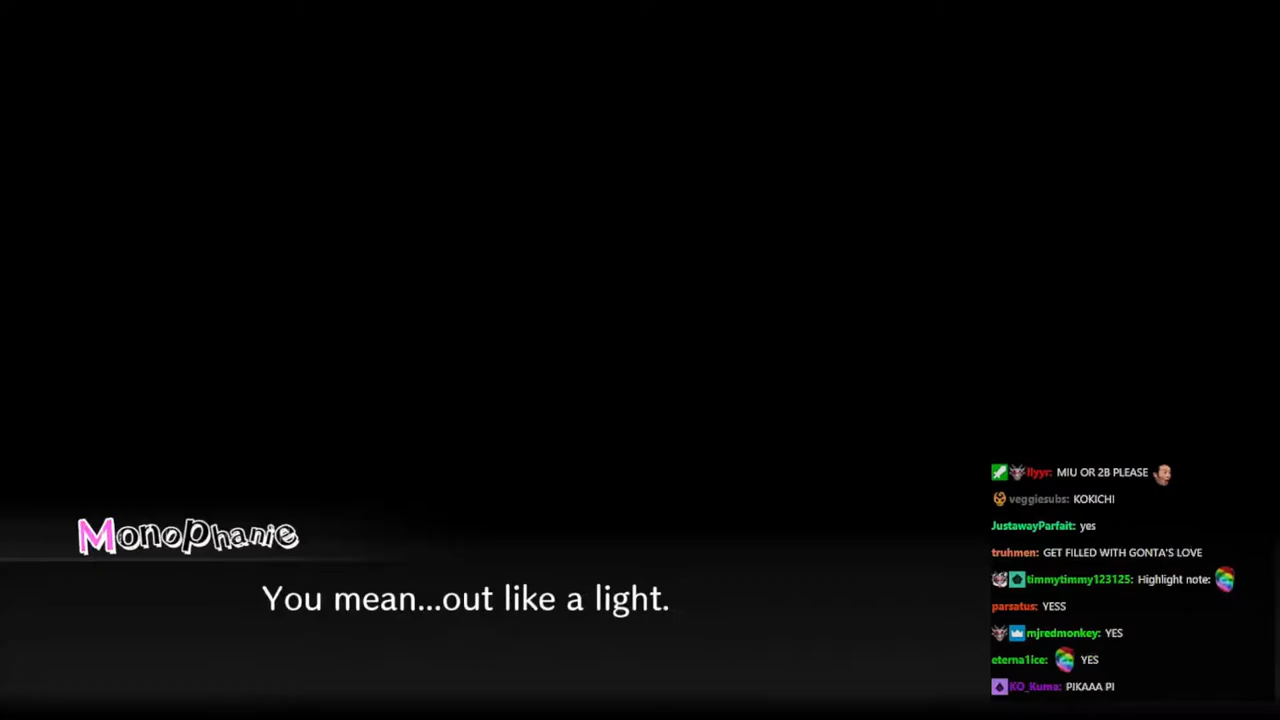 MonoPhanie
You mean...out like a light.
llyyr: MIU OR 2B PLEASE
veggiesubs: KOKICHI
JustawayParfait: yes
truhmen: GET FILLED WITH GONTA'S LOVE
timmytimmy123125: Highlight note:
parsatus: YESS
mjredmonkey: YES
eterna1ice: YES
KO_Kuma: PIKAAA PI